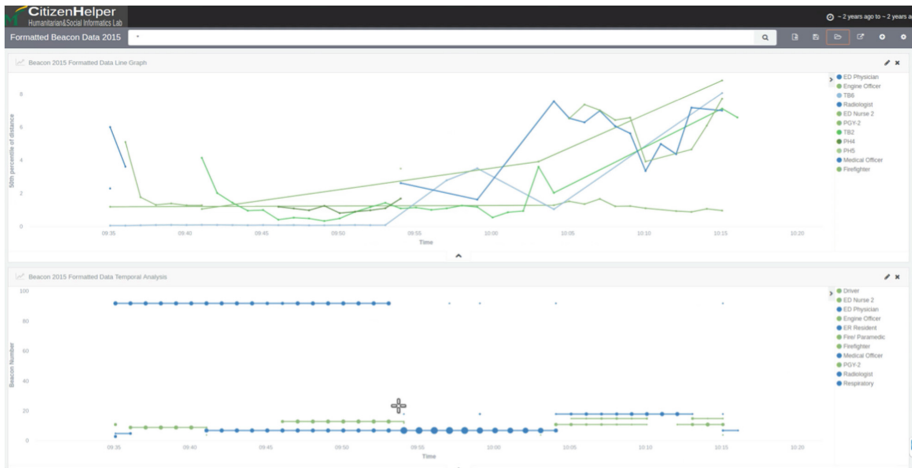 CitizenHelper
Humanitarian&Social Informatics Lab
~ 2 years ago to ~ 2 years a
Formatted Beacon Data 2015
*
Beacon 2015 Formatted Data Line Graph
50th percentile of distance
8
6
4
2
0
09:35 09:40 09:45 09:50 09:55 10:00 10:05 10:10 10:15 10:20
Time
ED Physician
Engine Officer
TB6
Radiologist
ED Nurse 2
PGY-2
TB2
PH4
PH5
Medical Officer
Firefighter
Beacon 2015 Formatted Data Temporal Analysis
Beacon Number
100
80
60
40
20
0
09:35 09:40 09:45 09:50 09:55 10:00 10:05 10:10 10:15 10:20
Time
Driver
ED Nurse 2
ED Physician
Engine Officer
ER Resident
Fire/ Paramedic
Firefighter
Medical Officer
PGY-2
Radiologist
Respiratory